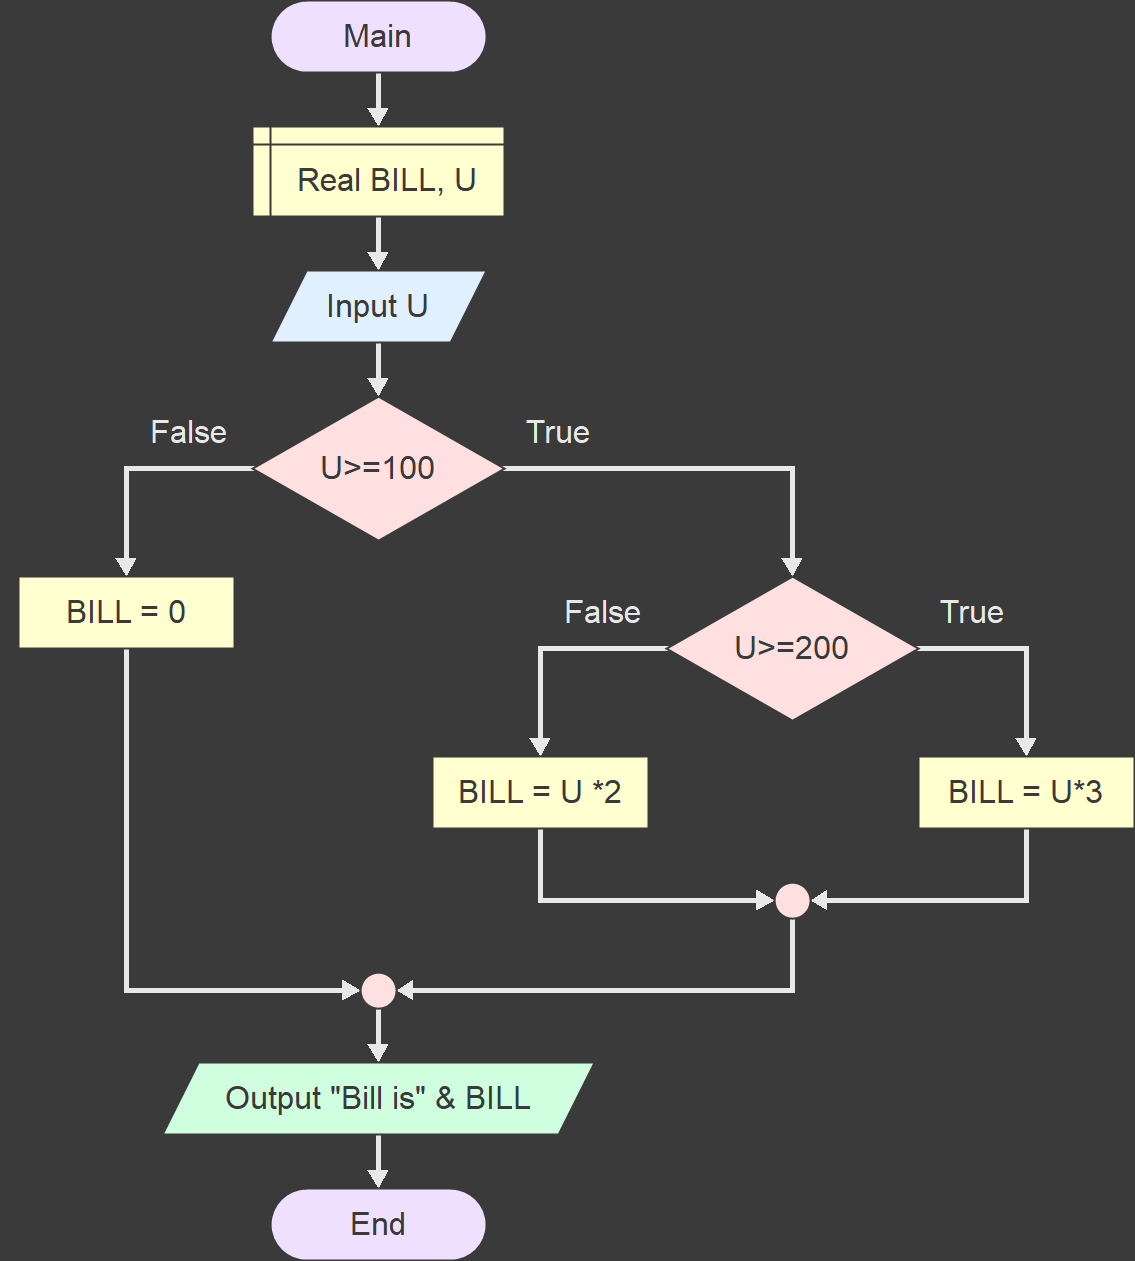 Main
Real BILL, U
Input U
False
True
U>=100
BILL = 0
False
True
U>=200
BILL = U *2
BILL = U*3
Output "Bill is" & BILL
End